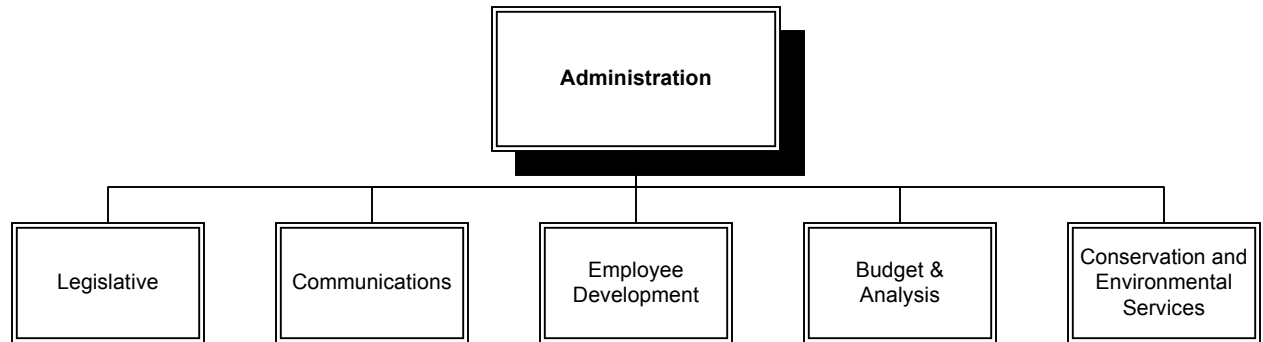 Administration
Legislative
Communications
Employee
Development
Budget &
Analysis
Conservation and
Environmental
Services